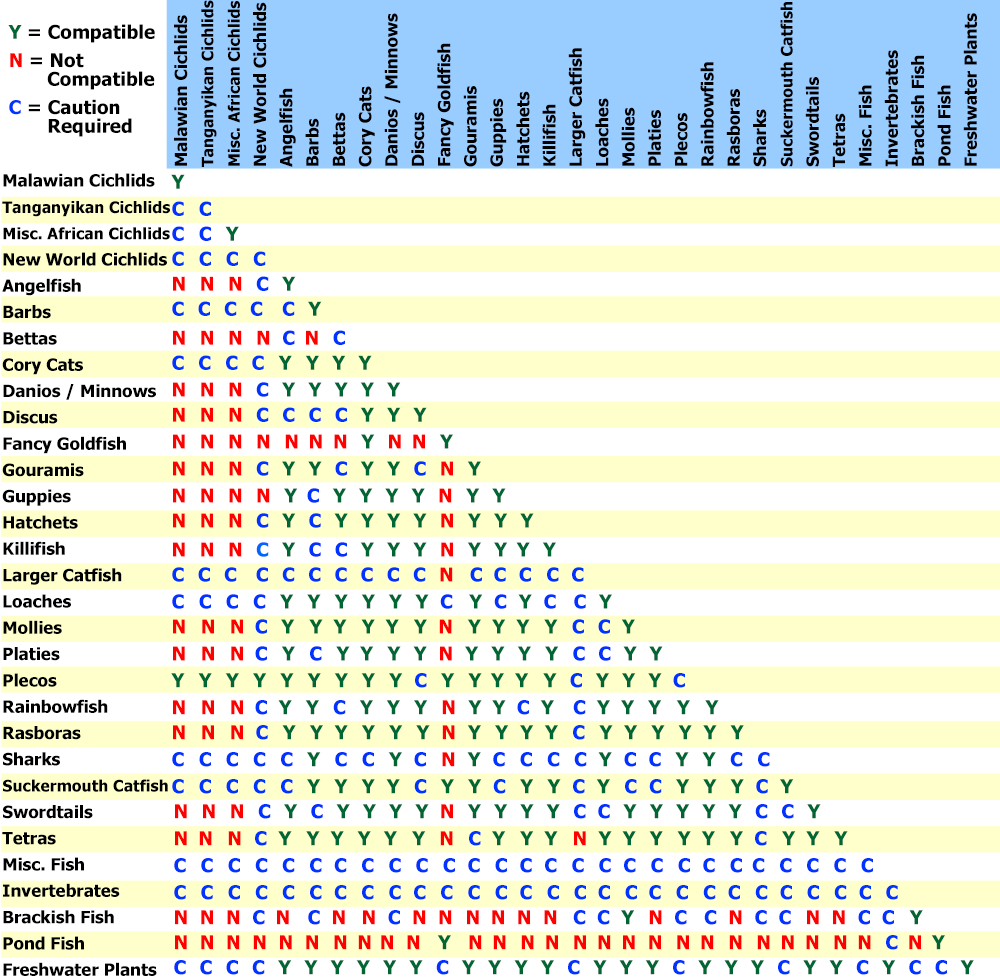 Y = Compatible
N = Not
Compatible
C = Caution
Required
Malawian Cichlids
Tanganyikan Cichlids
Misc. African Cichlids
New World Cichlids
Angelfish
Barbs
Bettas
Cory Cats
Danios / Minnows
Discus
Fancy Goldfish
Gouramis
Guppies
Hatchets
Killifish
Larger Catfish
Loaches
Mollies
Platies
Plecos
Rainbowfish
Rasboras
Sharks
Suckermouth Catfish
Swordtails
Tetras
Misc. Fish
Invertebrates
Brackish Fish
Pond Fish
Freshwater Plants
Malawian Cichlids Y
Tanganyikan Cichlids C C
Misc. African Cichlids C C Y
New World Cichlids C C C C
Angelfish N N N C Y
Barbs C C C C C Y
Bettas N N N N C N C
Cory Cats C C C C Y Y Y Y
Danios / Minnows N N N C Y Y Y Y Y
Discus N N N C C C C Y Y Y
Fancy Goldfish N N N N N N N Y N N Y
Gouramis N N N C Y Y C Y Y C N Y
Guppies N N N N Y C Y Y Y Y N Y Y
Hatchets N N N C Y C Y Y Y Y N Y Y Y
Killifish N N N C Y C C Y Y Y N Y Y Y Y
Larger Catfish C C C C C C C C C C N C C C C C
Loaches C C C C Y Y Y Y Y Y C Y C Y C C Y
Mollies N N N C Y Y Y Y Y Y N Y Y Y Y C C Y
Platies N N N C Y C Y Y Y Y N Y Y Y Y C C Y Y
Plecos Y Y Y Y Y Y Y Y Y C Y Y Y Y Y C Y Y Y C
Rainbowfish N N N C Y Y C Y Y Y N Y Y C Y C Y Y Y Y Y
Rasboras N N N C Y Y Y Y Y Y N Y Y Y Y C Y Y Y Y Y Y
Sharks C C C C C Y C C Y C N Y C C C C Y C C Y Y C C
Suckermouth Catfish C C C C C Y Y Y Y C Y Y C Y Y C Y C C Y Y Y C Y
Swordtails N N N C Y C Y Y Y Y N Y Y Y Y C C Y Y Y Y Y C C Y
Tetras N N N C Y Y Y Y Y Y N C Y Y Y N Y Y Y Y Y Y C Y Y Y
Misc. Fish C C C C C C C C C C C C C C C C C C C C C C C C C C C
Invertebrates C C C C C C C C C C C C C C C C C C C C C C C C C C C C
Brackish Fish N N N C N C N N C N N N N N N C C Y N C C N C C N N C C Y
Pond Fish N N N N N N N N N N Y N N N N N N N N N N N N N N N N C N Y
Freshwater Plants C C C C Y Y Y Y Y Y C Y Y Y Y C Y Y Y C Y Y Y C Y Y C Y C C Y